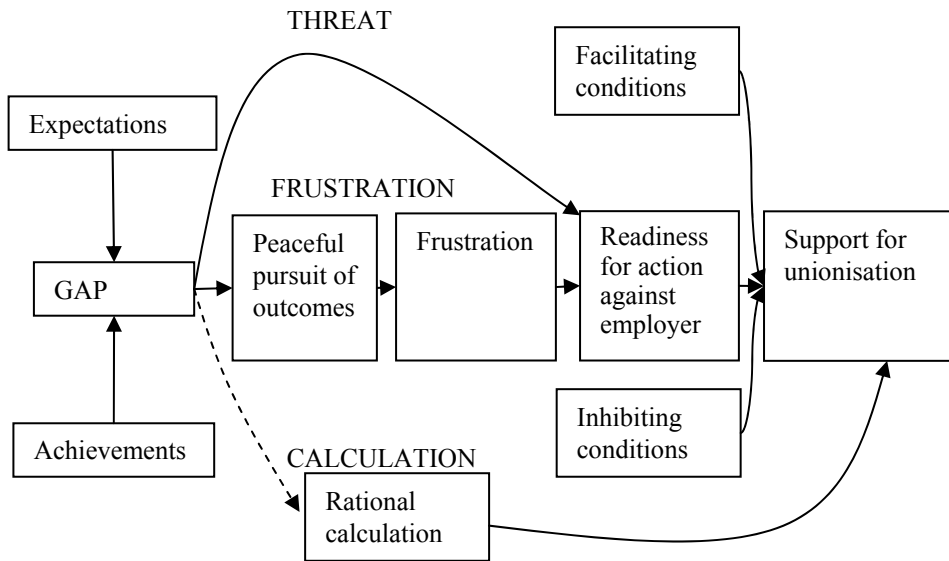 THREAT
Facilitating
conditions
Expectations
FRUSTRATION
Peaceful
pursuit of
outcomes
Frustration
Readiness
for action
against
employer
Support for
unionisation
GAP
Achievements
Inhibiting
conditions
CALCULATION
Rational
calculation